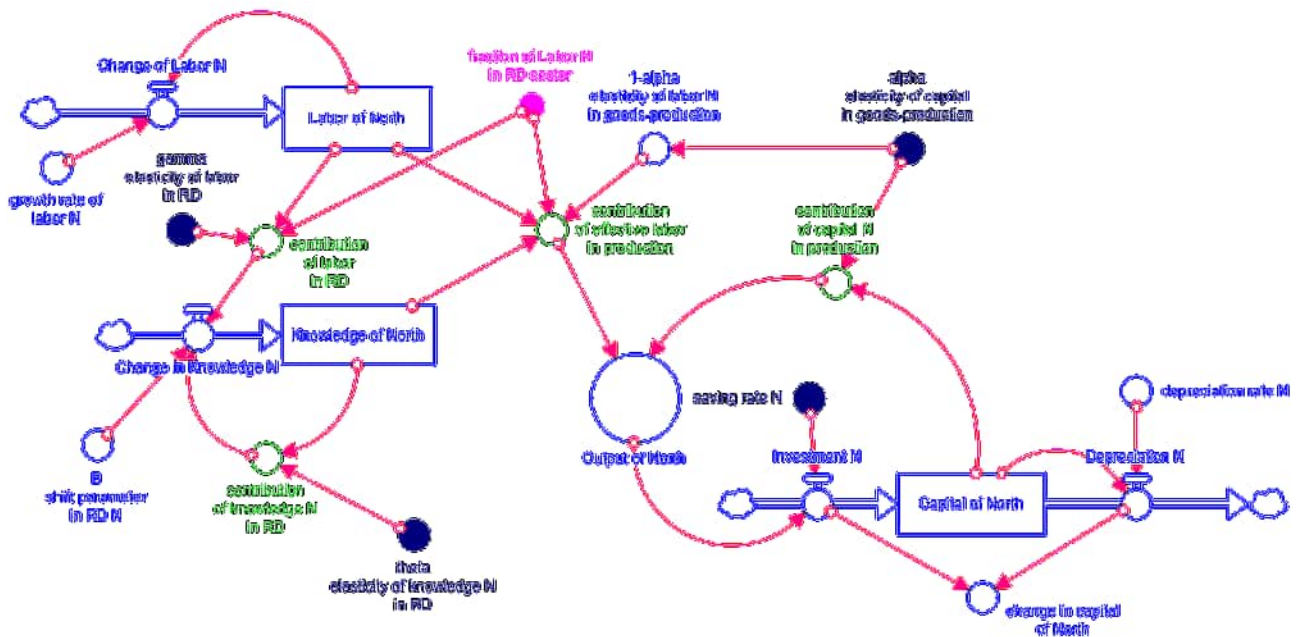 Change of Labor N
fraction of Labor N
in RD sector
1-alpha
elasticity of labor N
in goods-production
alpha
elasticity of capital
in goods-production
Labor of North
gamma
elasticity of labor
in RD
growth rate of
labor N
contribution
of labor
in RD
contribution
of effective labor
in production
contribution
of capital N
in production
Knowledge of North
Change in Knowledge N
saving rate N
depreciation rate N
Output of North
Investment N
Depreciation N
B
shift parameter
in RD N
contribution
of knowledge N
in RD
Capital of North
theta
elasticity of knowledge N
in RD
change in capital
of North